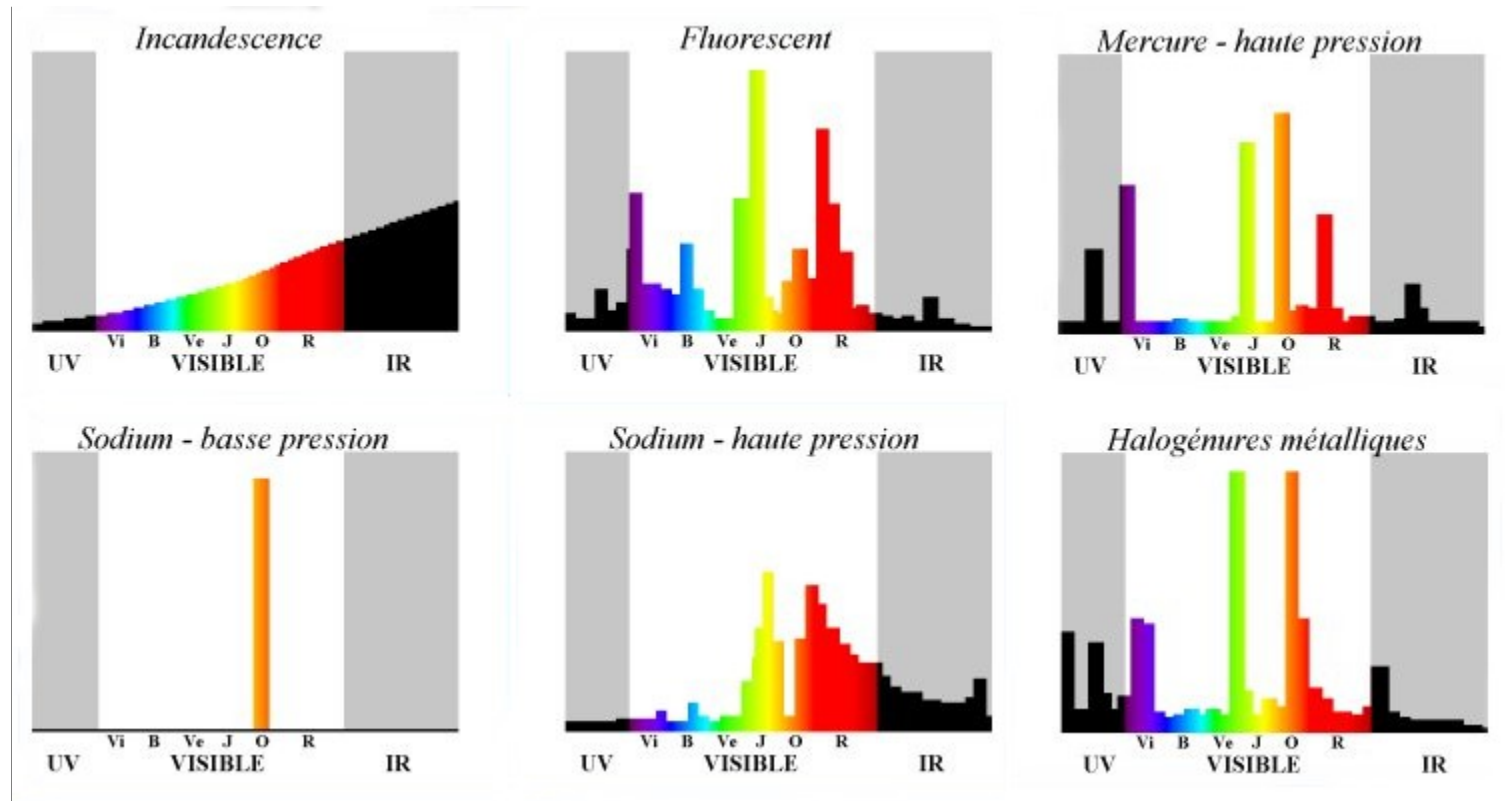 Incandescence
Fluorescent
Mercure - haute pression
Vi B Ve J O R
UV VISIBLE IR
Vi B Ve J O R
UV VISIBLE IR
Vi B Ve J O R
UV VISIBLE IR
Sodium - basse pression
Sodium - haute pression
Halogénures métalliques
Vi B Ve J O R
UV VISIBLE IR
Vi B Ve J O R
UV VISIBLE IR
Vi B Ve J O R
UV VISIBLE IR